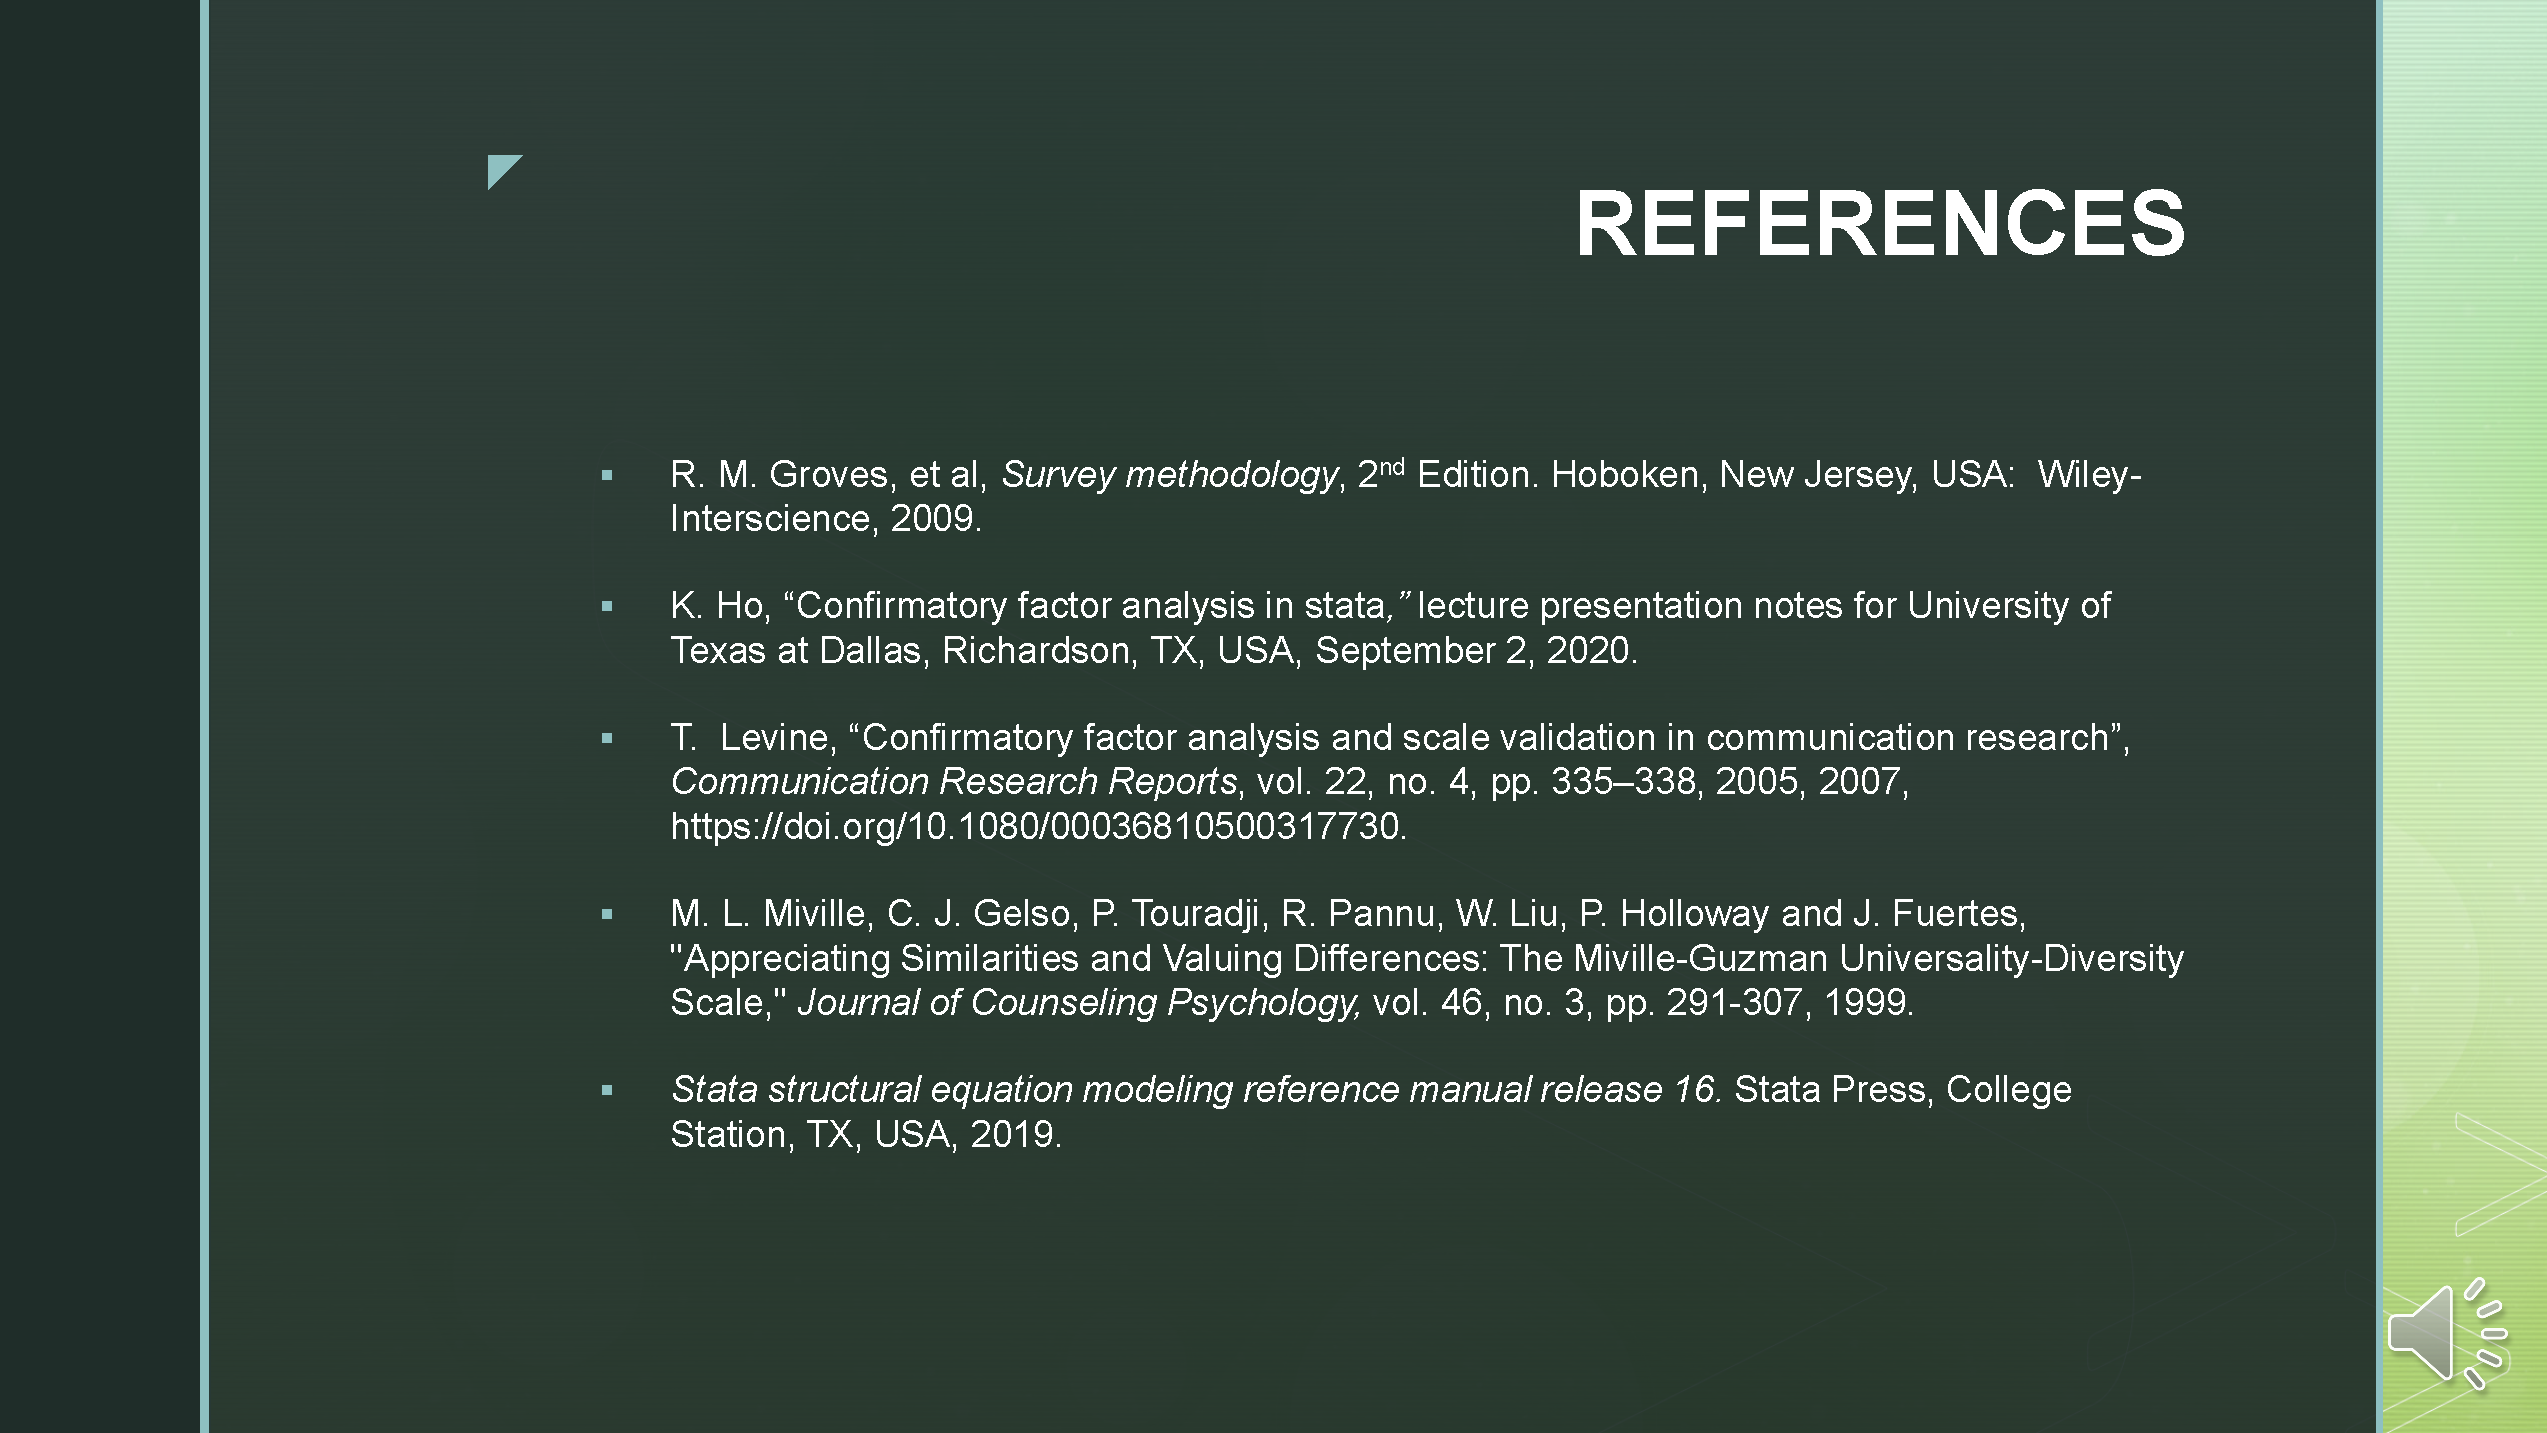 REFERENCES
▪ R. M. Groves, et al, Survey methodology, 2nd Edition. Hoboken, New Jersey, USA:  Wiley-
Interscience, 2009.
▪ K. Ho, “Confirmatory factor analysis in stata,” lecture presentation notes for University of
Texas at Dallas, Richardson, TX, USA, September 2, 2020.
▪ T.  Levine, “Confirmatory factor analysis and scale validation in communication research”,
Communication Research Reports, vol. 22, no. 4, pp. 335–338, 2005, 2007,
https://doi.org/10.1080/00036810500317730.
▪ M. L. Miville, C. J. Gelso, P. Touradji, R. Pannu, W. Liu, P. Holloway and J. Fuertes,
"Appreciating Similarities and Valuing Differences: The Miville-Guzman Universality-Diversity
Scale," Journal of Counseling Psychology, vol. 46, no. 3, pp. 291-307, 1999.
▪ Stata structural equation modeling reference manual release 16. Stata Press, College
Station, TX, USA, 2019.